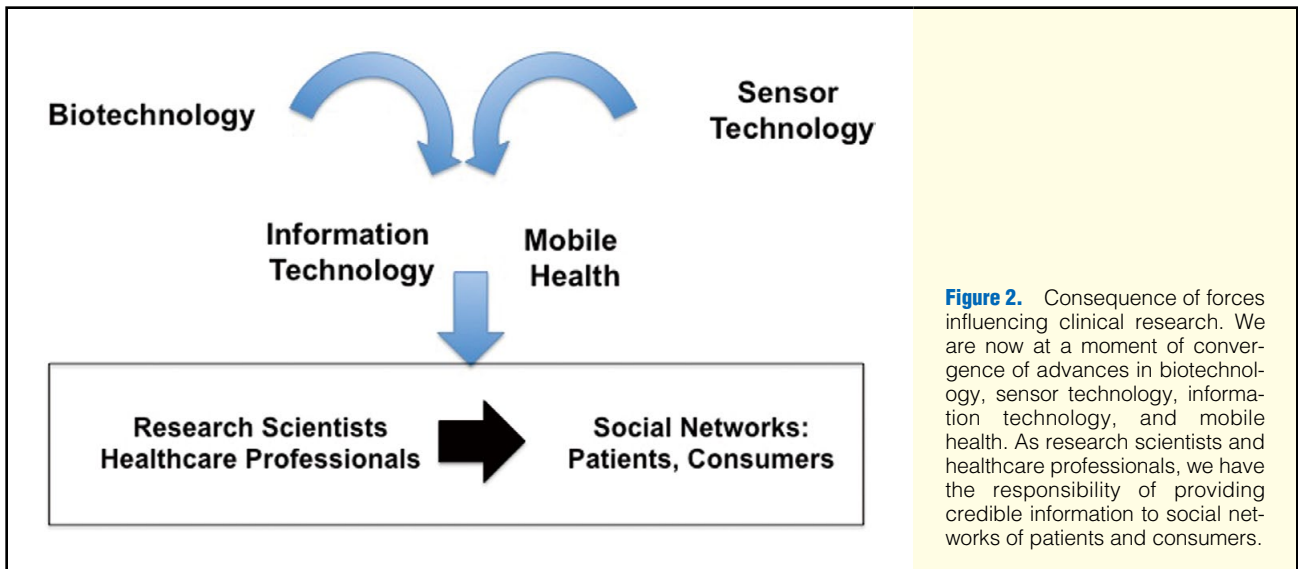 Biotechnology
Sensor
Technology
Information
Technology
Mobile
Health
Research Scientists
Healthcare Professionals
Social Networks:
Patients, Consumers
Figure 2. Consequence of forces
influencing clinical research. We
are now at a moment of conver-
gence of advances in biotechnol-
ogy, sensor technology, informa-
tion technology, and mobile
health. As research scientists and
healthcare professionals, we have
the responsibility of providing
credible information to social net-
works of patients and consumers.